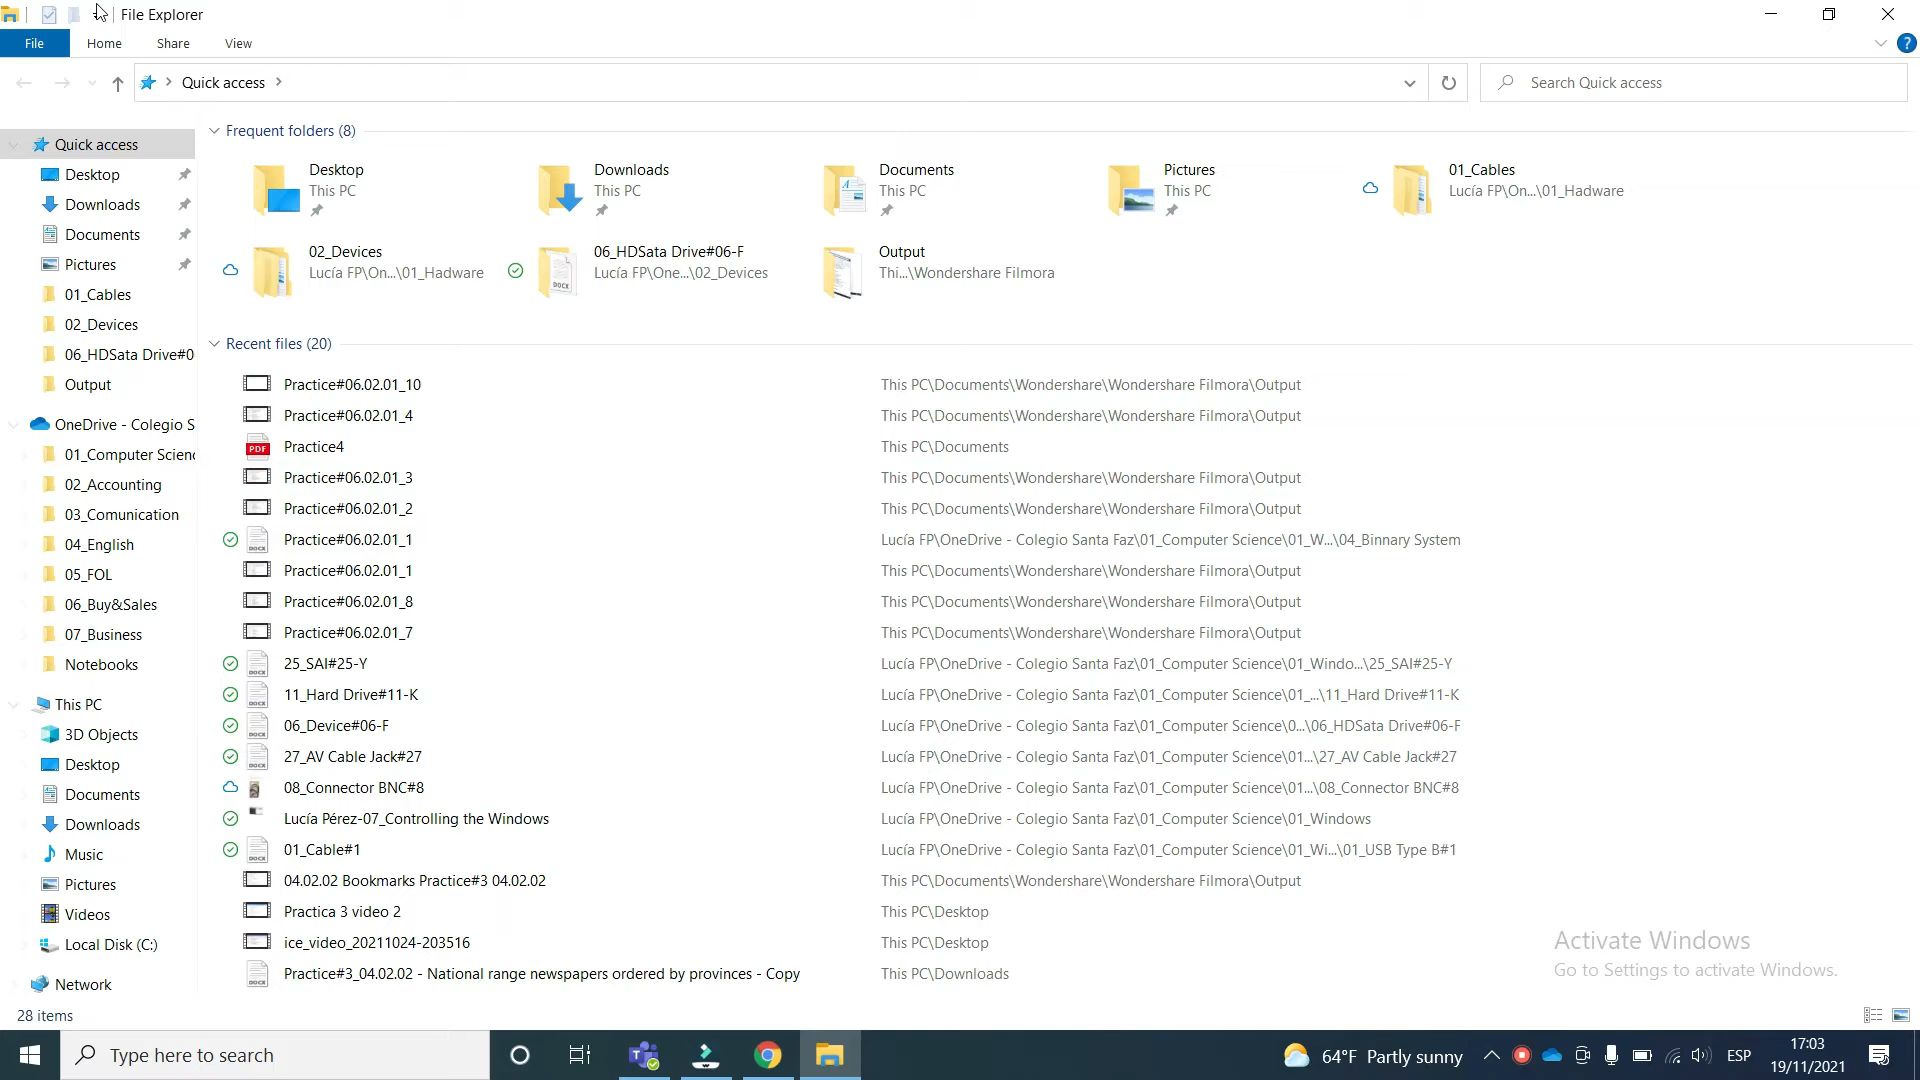 File Explorer
File Home Share View
Quick access
Search Quick access
Quick access
Desktop
Downloads
Documents
Pictures
01_Cables
02_Devices
06_HDSata Drive#0
Output
OneDrive - Colegio S
01_Computer Scienc
02_Accounting
03_Comunication
04_English
05_FOL
06_Buy&Sales
07_Business
Notebooks
This PC
3D Objects
Desktop
Documents
Downloads
Music
Pictures
Videos
Local Disk (C:)
Network
Frequent folders (8)
Desktop
This PC
Downloads
This PC
Documents
This PC
Pictures
This PC
01_Cables
Lucía FP\On...\01_Hadware
02_Devices
Lucía FP\On...\01_Hadware
06_HDSata Drive#06-F
Lucía FP\One...\02_Devices
Output
Thi...\Wondershare Filmora
Recent files (20)
Practice#06.02.01_10 This PC\Documents\Wondershare\Wondershare Filmora\Output
Practice#06.02.01_4 This PC\Documents\Wondershare\Wondershare Filmora\Output
PDF Practice4 This PC\Documents
Practice#06.02.01_3 This PC\Documents\Wondershare\Wondershare Filmora\Output
Practice#06.02.01_2 This PC\Documents\Wondershare\Wondershare Filmora\Output
Practice#06.02.01_1 Lucía FP\OneDrive - Colegio Santa Faz\01_Computer Science\01_W...\04_Binnary System
Practice#06.02.01_1 This PC\Documents\Wondershare\Wondershare Filmora\Output
Practice#06.02.01_8 This PC\Documents\Wondershare\Wondershare Filmora\Output
Practice#06.02.01_7 This PC\Documents\Wondershare\Wondershare Filmora\Output
25_SAI#25-Y Lucía FP\OneDrive - Colegio Santa Faz\01_Computer Science\01_Windo...\25_SAI#25-Y
11_Hard Drive#11-K Lucía FP\OneDrive - Colegio Santa Faz\01_Computer Science\01_...\11_Hard Drive#11-K
06_Device#06-F Lucía FP\OneDrive - Colegio Santa Faz\01_Computer Science\0...\06_HDSata Drive#06-F
27_AV Cable Jack#27 Lucía FP\OneDrive - Colegio Santa Faz\01_Computer Science\01...\27_AV Cable Jack#27
08_Connector BNC#8 Lucía FP\OneDrive - Colegio Santa Faz\01_Computer Science\01...\08_Connector BNC#8
Lucía Pérez-07_Controlling the Windows Lucía FP\OneDrive - Colegio Santa Faz\01_Computer Science\01_Windows
01_Cable#1 Lucía FP\OneDrive - Colegio Santa Faz\01_Computer Science\01_Wi...\01_USB Type B#1
04.02.02 Bookmarks Practice#3 04.02.02 This PC\Documents\Wondershare\Wondershare Filmora\Output
Practica 3 video 2 This PC\Desktop
ice_video_20211024-203516 This PC\Desktop
Practice#3_04.02.02 - National range newspapers ordered by provinces - Copy This PC\Downloads
Activate Windows
Go to Settings to activate Windows.
28 items
Type here to search
64°F Partly sunny
ESP
17:03
19/11/2021